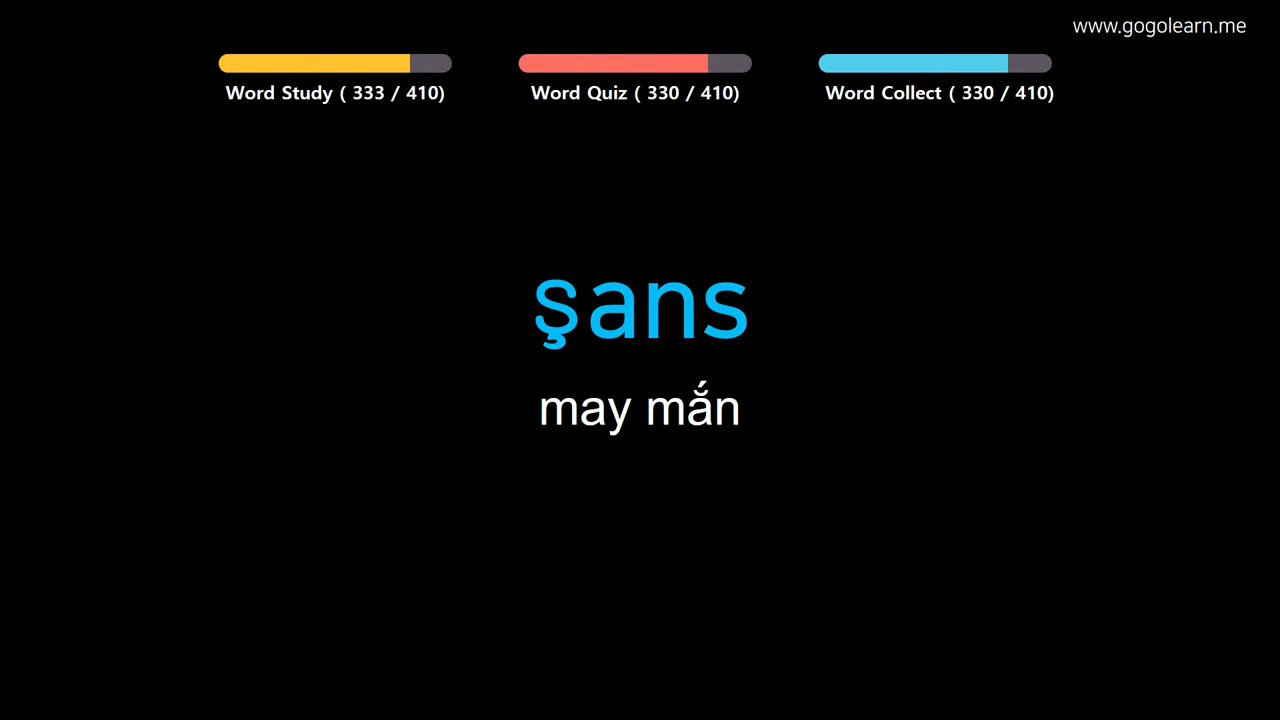 www.gogolearn.me
Word Study ( 333 / 410)
Word Quiz ( 330 / 410)
Word Collect ( 330 / 410)
şans
may mắn